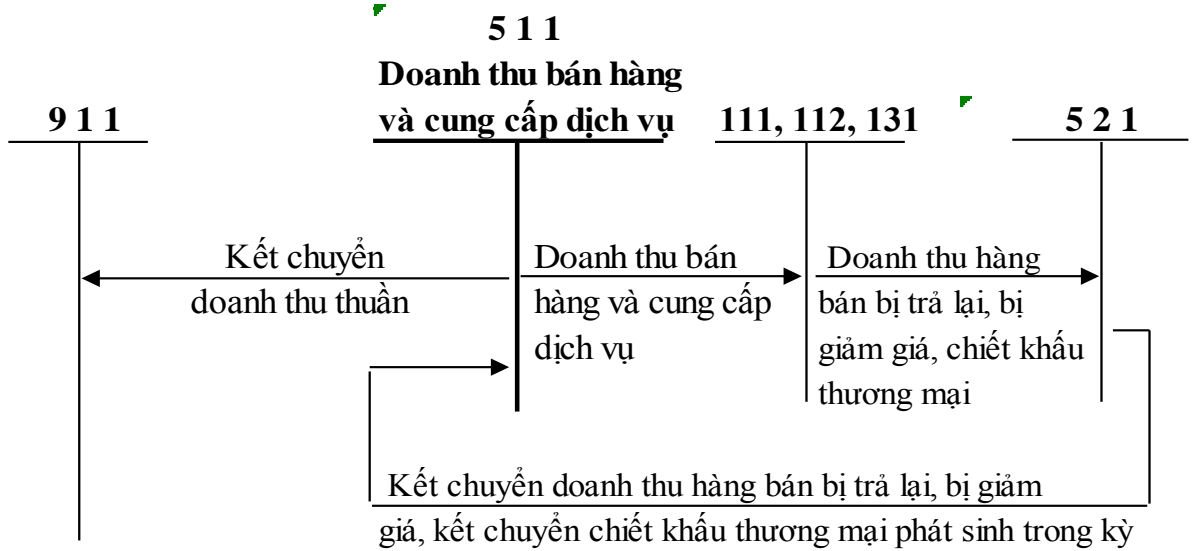 5 1 1
Doanh thu bán hàng
và cung cấp dịch vụ
9 1 1
111, 112, 131
5 2 1
Kết chuyển
doanh thu thuần
Doanh thu bán
hàng và cung cấp
dịch vụ
Doanh thu hàng
bán bị trả lại, bị
giảm giá, chiết khấu
thương mại
Kết chuyển doanh thu hàng bán bị trả lại, bị giảm
giá, kết chuyển chiết khấu thương mại phát sinh trong kỳ